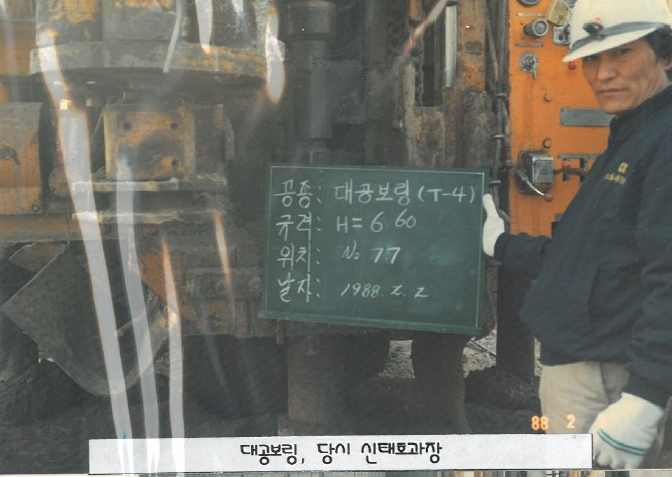 공종: 대공보링(T-4)
규격: H= 6.60
위치: № 77
날자: 1988. 2. 2
88 2
대공보링, 당시 신태호과장